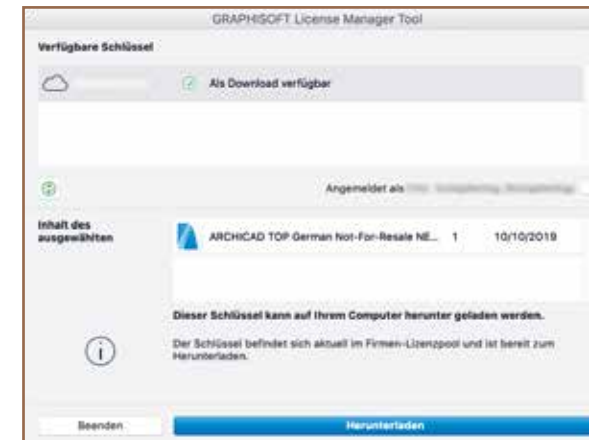 GRAPHISOFT License Manager Tool
Verfügbare Schlüssel
Als Download verfügbar
Angemeldet als
Inhalt des
ausgewählten
ARCHICAD TOP German Not-For-Resale NE... 1 10/10/2019
Dieser Schlüssel kann auf Ihrem Computer herunter geladen werden.
Der Schlüssel befindet sich aktuell im Firmen-Lizenzpool und ist bereit zum
Herunterladen.
Beenden
Herunterladen